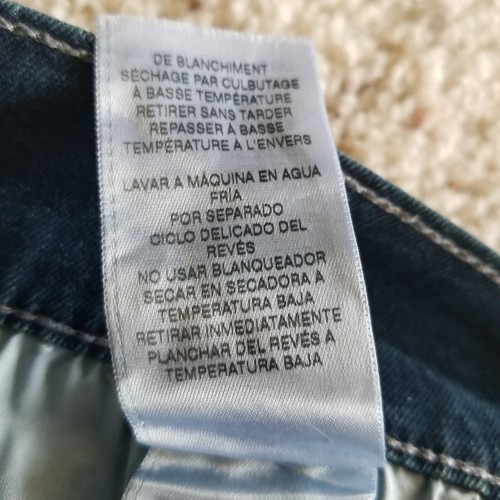 DE BLANCHIMENT
SÉCHAGE PAR CULBUTAGE
À BASSE TEMPÉRATURE
RETIRER SANS TARDER
REPASSER À BASSE
TEMPÉRATURE À L'ENVERS
LAVAR A MÁQUINA EN AGUA
FRÍA
POR SEPARADO
CICLO DELICADO DEL
REVÉS
NO USAR BLANQUEADOR
SECAR EN SECADORA À
TEMPERATURA BAJA
RETIRAR INMEDIATAMENTE
PLANCHAR DEL REVÉS A
TEMPERATURA BAJA